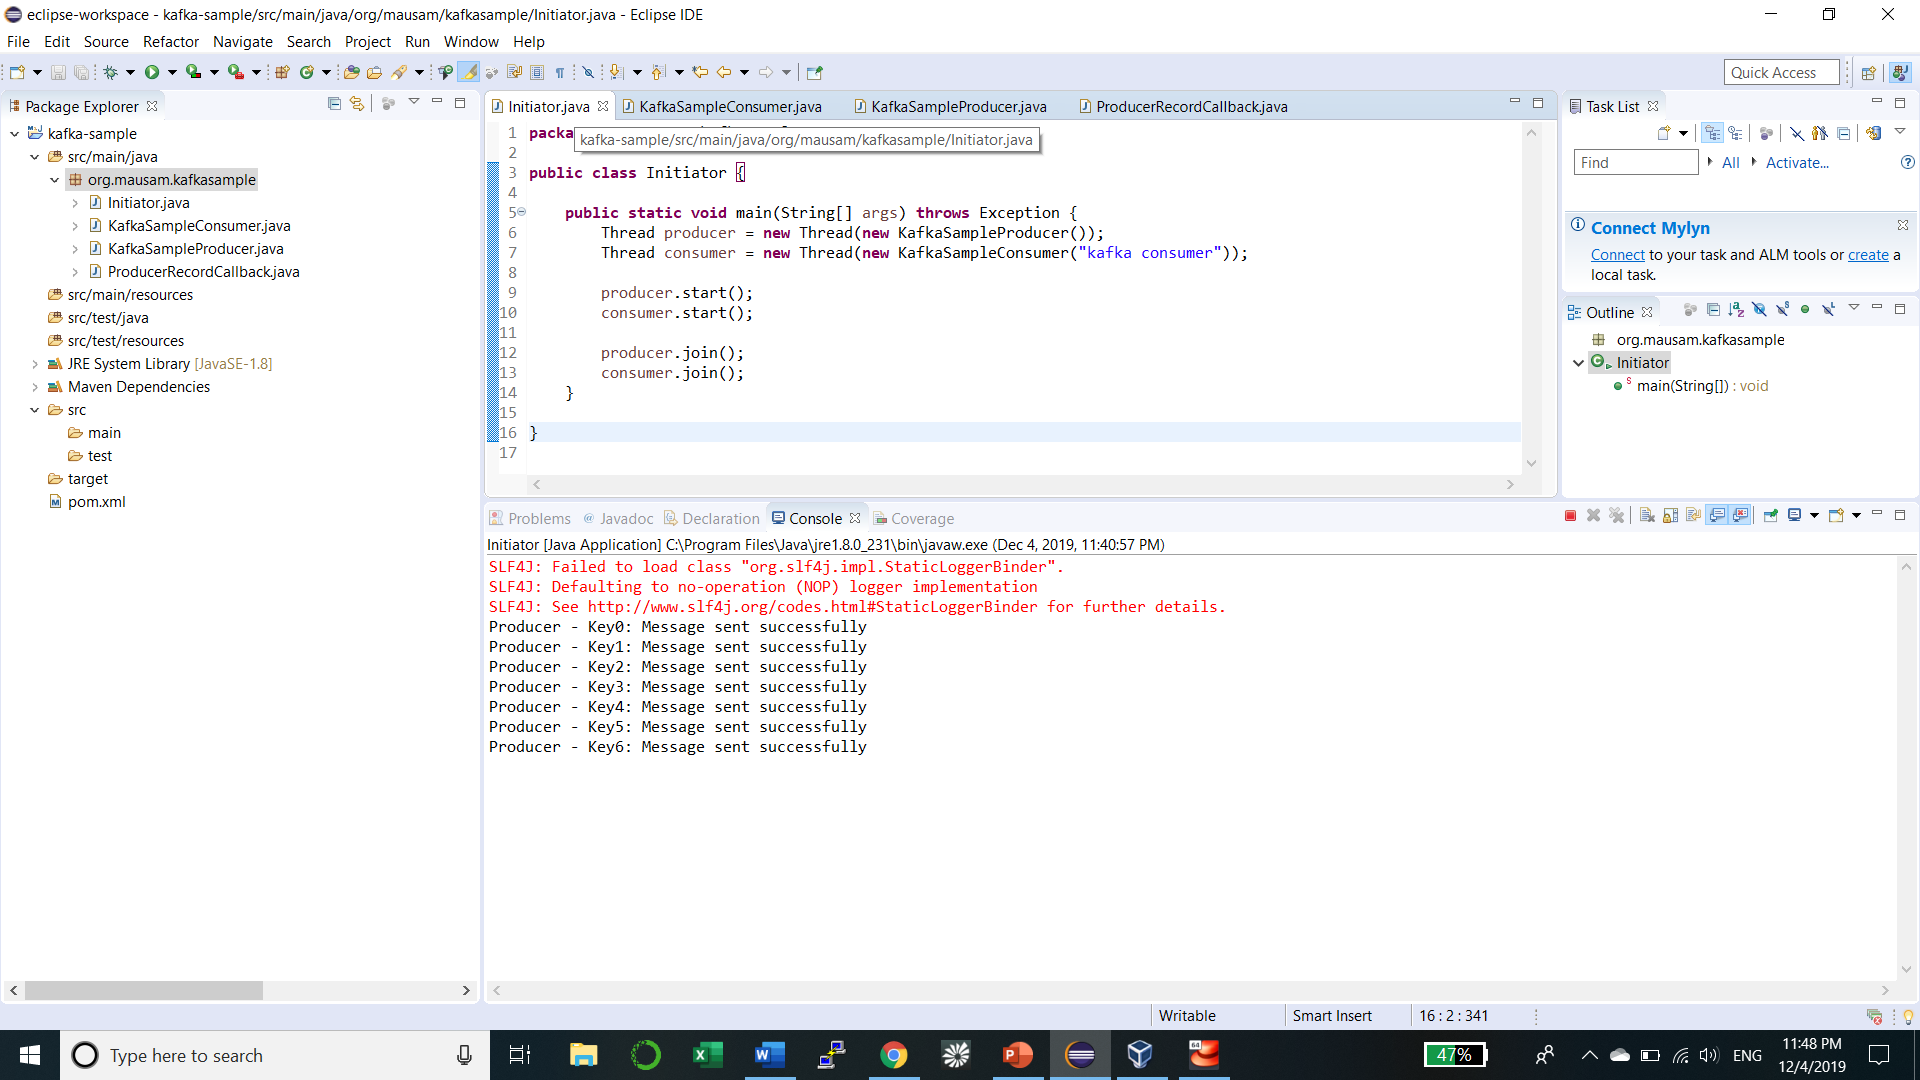 eclipse-workspace - kafka-sample/src/main/java/org/mausam/kafkasample/Initiator.java - Eclipse IDE
File Edit Source Refactor Navigate Search Project Run Window Help
Quick Access
Package Explorer
kafka-sample
src/main/java
org.mausam.kafkasample
Initiator.java
KafkaSampleConsumer.java
KafkaSampleProducer.java
ProducerRecordCallback.java
src/main/resources
src/test/java
src/test/resources
JRE System Library [JavaSE-1.8]
Maven Dependencies
src
main
test
target
pom.xml
Initiator.java KafkaSampleConsumer.java KafkaSampleProducer.java ProducerRecordCallback.java
kafka-sample/src/main/java/org/mausam/kafkasample/Initiator.java
1 packa
2
3 public class Initiator {
4
5 public static void main(String[] args) throws Exception {
6 Thread producer = new Thread(new KafkaSampleProducer());
7 Thread consumer = new Thread(new KafkaSampleConsumer("kafka consumer"));
8
9 producer.start();
10 consumer.start();
11
12 producer.join();
13 consumer.join();
14 }
15
16 }
17
Task List
Find All Activate...
Connect Mylyn
Connect to your task and ALM tools or create a
local task.
Outline
org.mausam.kafkasample
Initiator
main(String[]) : void
Problems Javadoc Declaration Console Coverage
Initiator [Java Application] C:\Program Files\Java\jre1.8.0_231\bin\javaw.exe (Dec 4, 2019, 11:40:57 PM)
SLF4J: Failed to load class "org.slf4j.impl.StaticLoggerBinder".
SLF4J: Defaulting to no-operation (NOP) logger implementation
SLF4J: See http://www.slf4j.org/codes.html#StaticLoggerBinder for further details.
Producer - Key0: Message sent successfully
Producer - Key1: Message sent successfully
Producer - Key2: Message sent successfully
Producer - Key3: Message sent successfully
Producer - Key4: Message sent successfully
Producer - Key5: Message sent successfully
Producer - Key6: Message sent successfully
Writable Smart Insert 16 : 2 : 341
Type here to search
47%
ENG
11:48 PM
12/4/2019